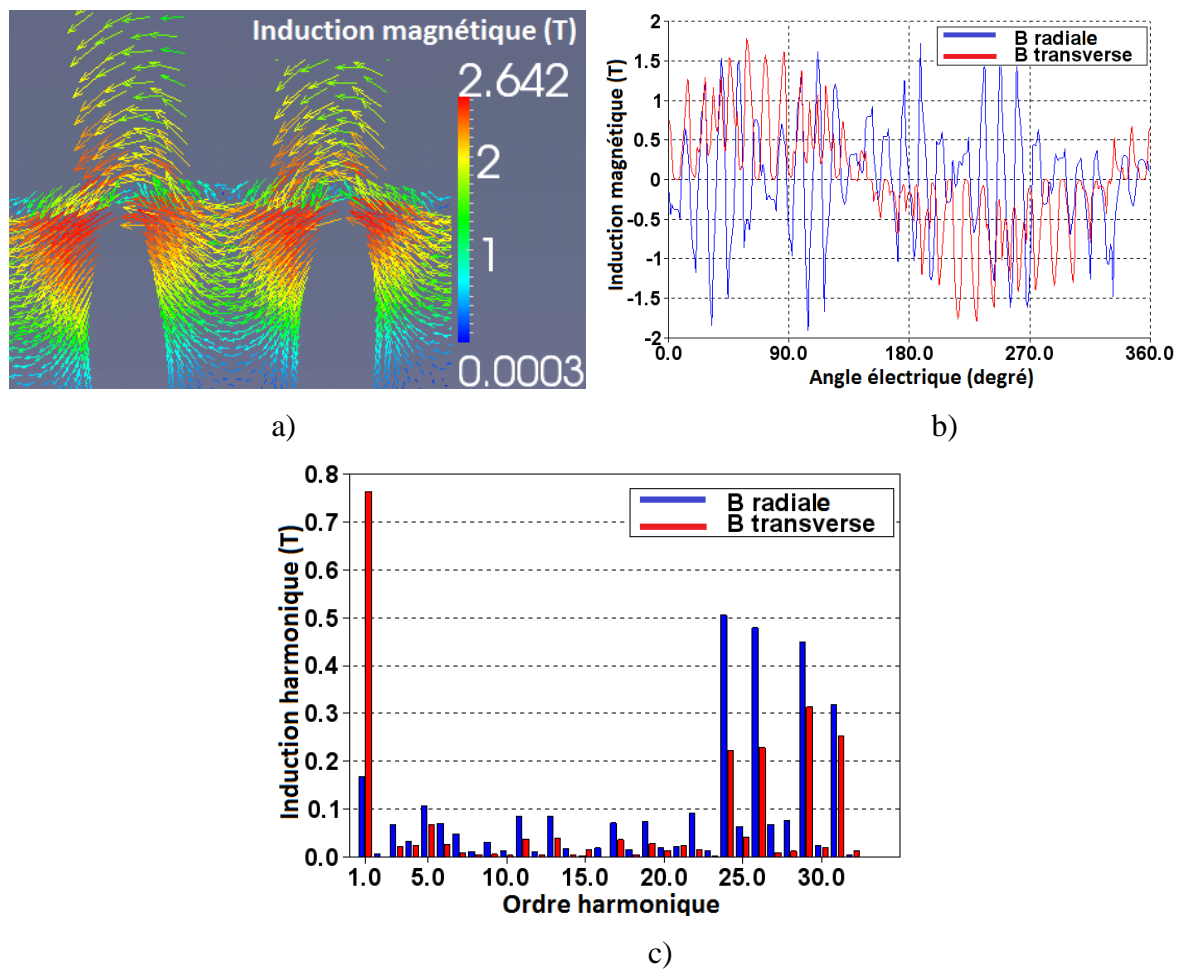 Induction magnétique (T)
2.642
2
1
0.0003
a)
Induction magnétique (T)
2
1.5
1
0.5
0
-0.5
-1
-1.5
-2
B radiale
B transverse
0.0 90.0 180.0 270.0 360.0
Angle électrique (degré)
b)
Induction harmonique (T)
0.8
0.7
0.6
0.5
0.4
0.3
0.2
0.1
0.0
B radiale
B transverse
1.0 5.0 10.0 15.0 20.0 25.0 30.0
Ordre harmonique
c)